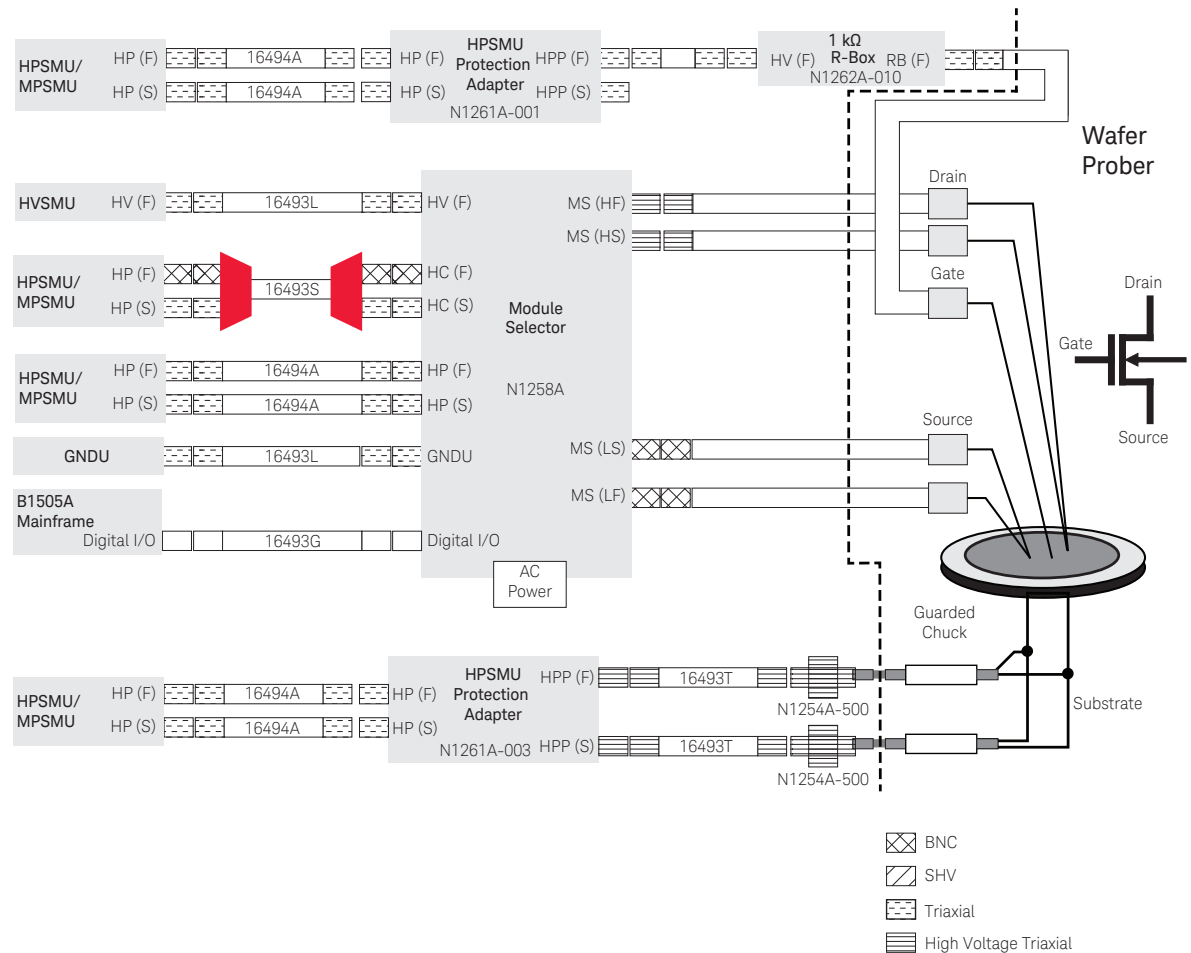 HPSMU/
MPSMU
HP (F)
HP (S)
16494A
16494A
HP (F)
HP (S)
HPSMU
Protection
Adapter
N1261A-001
HPP (F)
HPP (S)
1 kΩ
R-Box
HV (F)
RB (F)
N1262A-010
Wafer
Prober
HVSMU
HV (F)
16493L
HV (F)
MS (HF)
Drain
MS (HS)
HPSMU/
MPSMU
HP (F)
HP (S)
16493S
HC (F)
HC (S)
Module
Selector
N1258A
Gate
Drain
Gate
Source
HPSMU/
MPSMU
HP (F)
HP (S)
16494A
16494A
HP (F)
HP (S)
GNDU
16493L
GNDU
MS (LS)
Source
MS (LF)
B1505A
Mainframe
Digital I/O
16493G
Digital I/O
AC
Power
Guarded
Chuck
HPSMU/
MPSMU
HP (F)
HP (S)
16494A
16494A
HP (F)
HP (S)
HPSMU
Protection
Adapter
N1261A-003
HPP (F)
HPP (S)
16493T
16493T
N1254A-500
N1254A-500
Substrate
BNC
SHV
Triaxial
High Voltage Triaxial